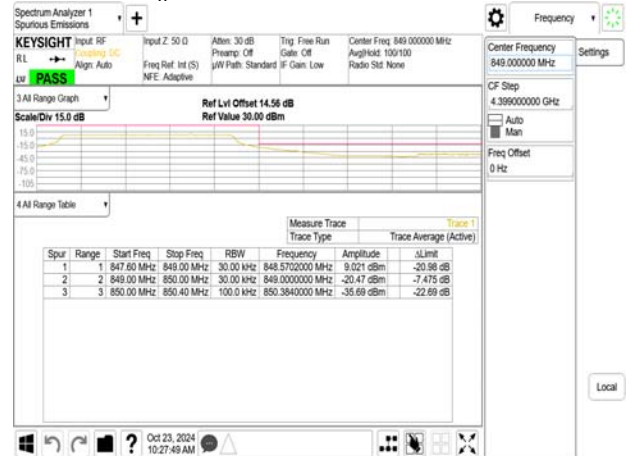 Spectrum Analyzer 1
Spurious Emissions
+
Frequency
KEYSIGHT Input: RF Input Z: 50 Ω Atten: 30 dB Trig: Free Run Center Freq: 849.000000 MHz
RL Coupling: DC Preamp: Off Gate: Off Avg|Hold: 100/100
Align: Auto Freq Ref: Int (S) µW Path: Standard IF Gain: Low Radio Std: None
NFE: Adaptive
PASS
3 All Range Graph
Ref Lvl Offset 14.56 dB
Scale/Div 15.0 dB Ref Value 30.00 dBm
15.0
-15.0
-45.0
-75.0
-105
4 All Range Table
Measure Trace Trace 1
Trace Type Trace Average (Active)
Spur Range Start Freq Stop Freq RBW Frequency Amplitude ΔLimit
1 1 847.60 MHz 849.00 MHz 30.00 kHz 848.5702000 MHz 9.021 dBm -20.98 dB
2 2 849.00 MHz 850.00 MHz 30.00 kHz 849.0000000 MHz -20.47 dBm -7.475 dB
3 3 850.00 MHz 850.40 MHz 100.0 kHz 850.3840000 MHz -35.69 dBm -22.69 dB
Center Frequency
849.000000 MHz
Settings
CF Step
4.399000000 GHz
Auto
Man
Freq Offset
0 Hz
Local
?
Oct 23, 2024
10:27:49 AM